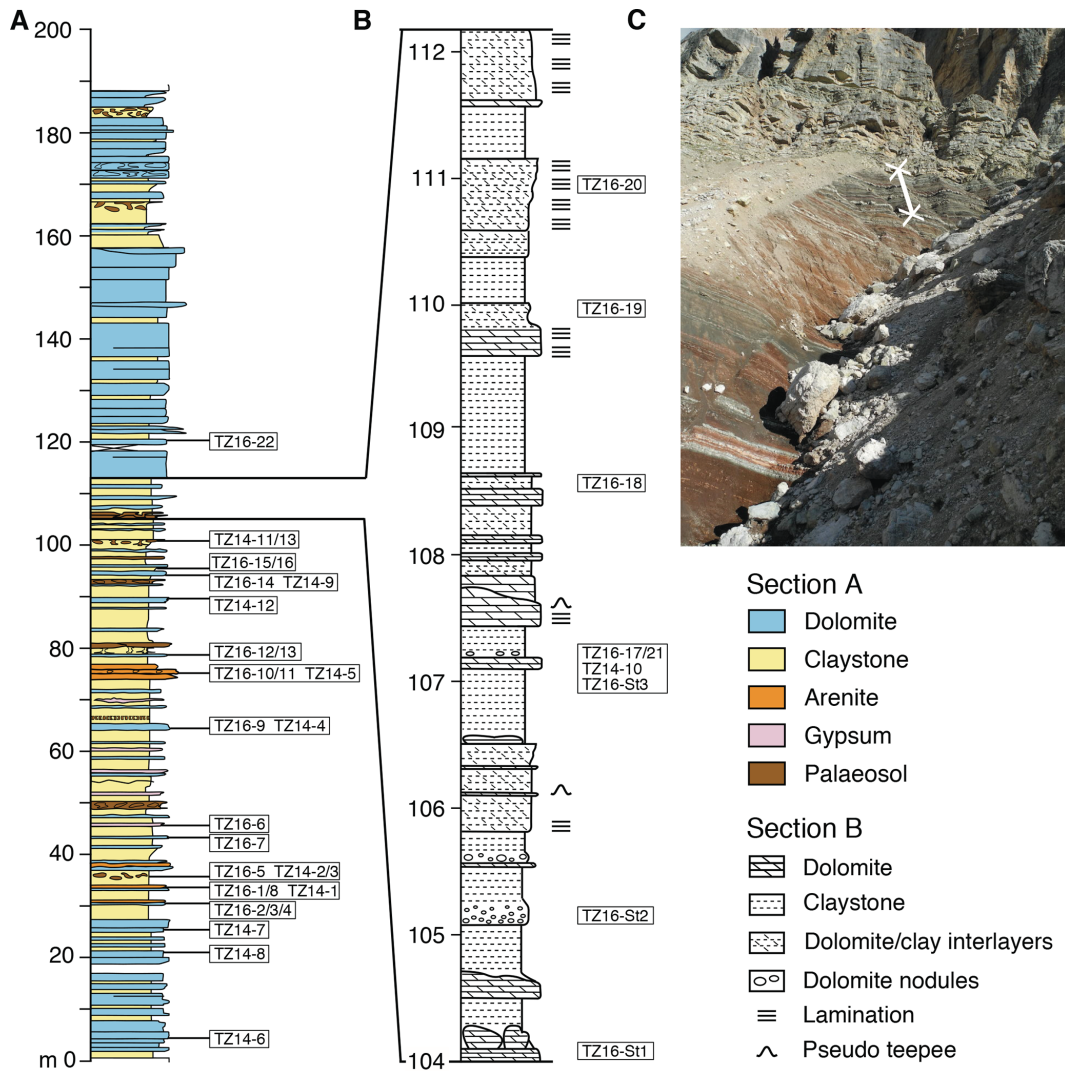 A
B
C
200
180
160
140
120
100
80
60
40
20
m 0
TZ16-22
TZ14-11/13
TZ16-15/16
TZ16-14 TZ14-9
TZ14-12
TZ16-12/13
TZ16-10/11 TZ14-5
TZ16-9 TZ14-4
TZ16-6
TZ16-7
TZ16-5 TZ14-2/3
TZ16-1/8 TZ14-1
TZ16-2/3/4
TZ14-7
TZ14-8
TZ14-6
112
111
110
109
108
107
106
105
104
TZ16-20
TZ16-19
TZ16-18
TZ16-17/21
TZ14-10
TZ16-St3
TZ16-St2
TZ16-St1
Section A
Dolomite
Claystone
Arenite
Gypsum
Palaeosol
Section B
Dolomite
Claystone
Dolomite/clay interlayers
Dolomite nodules
Lamination
Pseudo teepee